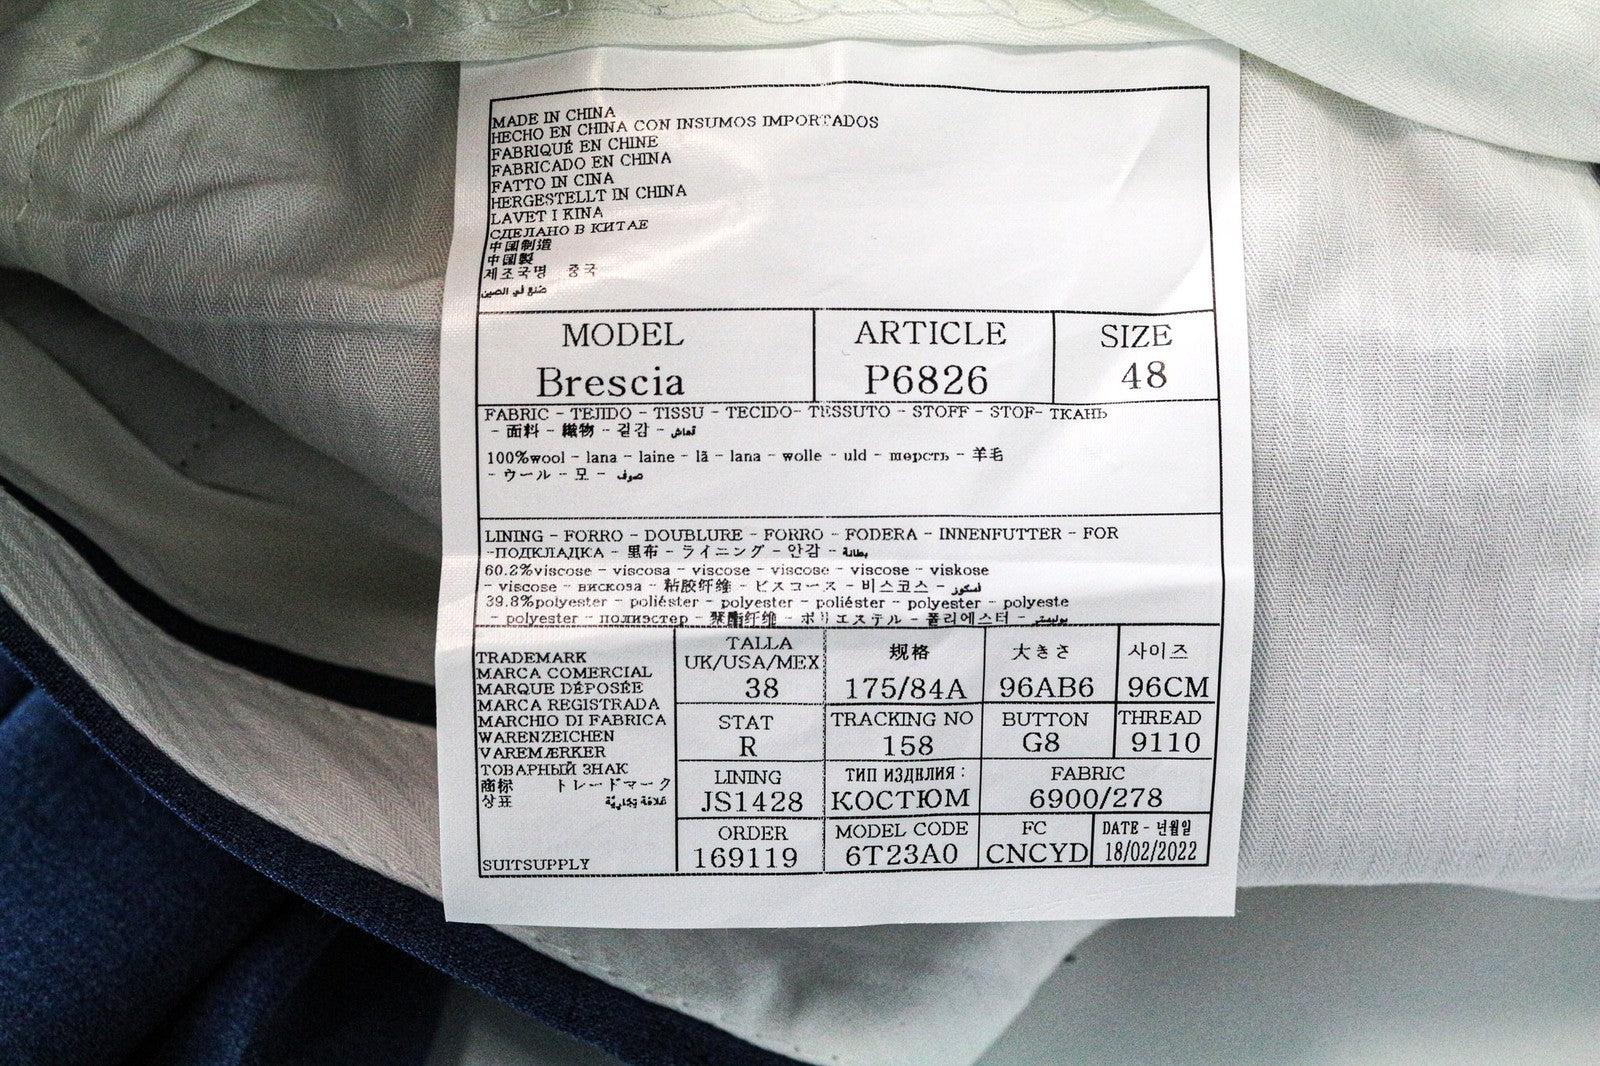 MADE IN CHINA
HECHO EN CHINA CON INSUMOS IMPORTADOS
FABRIQUÉ EN CHINE
FABRICADO EN CHINA
FATTO IN CINA
HERGESTELLT IN CHINA
LAVET I KINA
СДЕЛАНО В КИТАЕ
中国制造
中国製
제조국명 중국
صنع في الصين
MODEL ARTICLE SIZE
Brescia P6826 48
FABRIC - TEJIDO - TISSU - TECIDO- TESSUTO - STOFF - STOF- ТКАНЬ
- 面料 - 織物 - 겉감 - قماش
100%wool - lana - laine - lã - lana - wolle - uld - шерсть - 羊毛
- ウール - 모 - صوف
LINING - FORRO - DOUBLURE - FORRO - FODERA - INNENFUTTER - FOR
-ПОДКЛАДКА - 里布 - ライニング - 안감 - بطانة
60.2%viscose - viscosa - viscose - viscose - viscose - viskose
- viscose - вискоза - 粘胶纤维 - ビスコース - 비스코스 -
39.8%polyester - poliéster - polyester - poliéster - polyester - polyeste
- polyester - полиэстер - 聚酯纤维 - ポリエステル - 폴리에스터 - بوليستر
TRADEMARK
MARCA COMERCIAL
MARQUE DÉPOSÉE
MARCA REGISTRADA
MARCHIO DI FABRICA
WARENZEICHEN
VAREMÆRKER
ТОВАРНЫЙ ЗНАК
商标 トレードマーク
상표 علامة تجارية
SUITSUPPLY
TALLA
UK/USA/MEX 规格 大きさ 사이즈
38 175/84A 96AB6 96CM
STAT TRACKING NO BUTTON THREAD
R 158 G8 9110
LINING ТИП ИЗДЕЛИЯ: FABRIC
JS1428 КОСТЮМ 6900/278
ORDER MODEL CODE FC DATE - 년월일
169119 6T23A0 CNCYD 18/02/2022